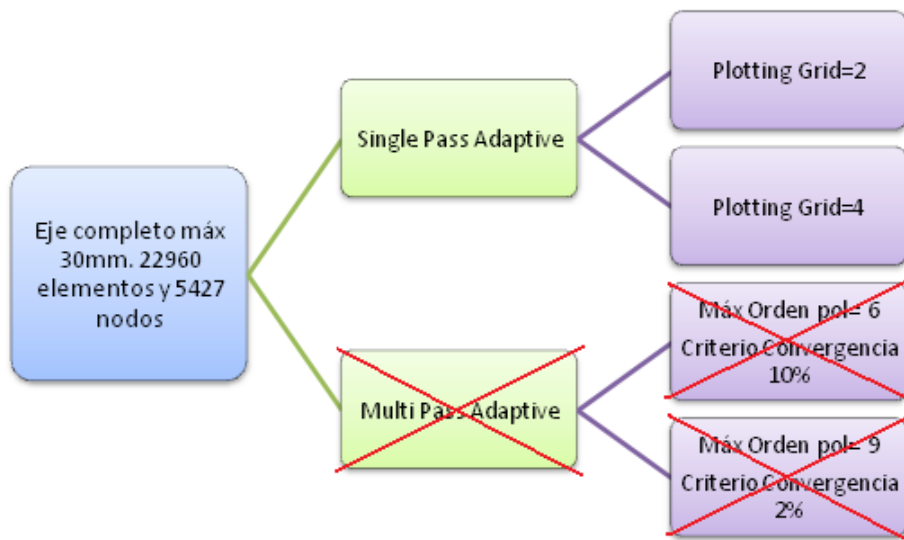 Eje completo máx
30mm. 22960
elementos y 5427
nodos
Single Pass Adaptive
Plotting Grid=2
Plotting Grid=4
Multi Pass Adaptive
Máx Orden pol= 6
Criterio Convergencia
10%
Máx Orden pol= 9
Criterio Convergencia
2%